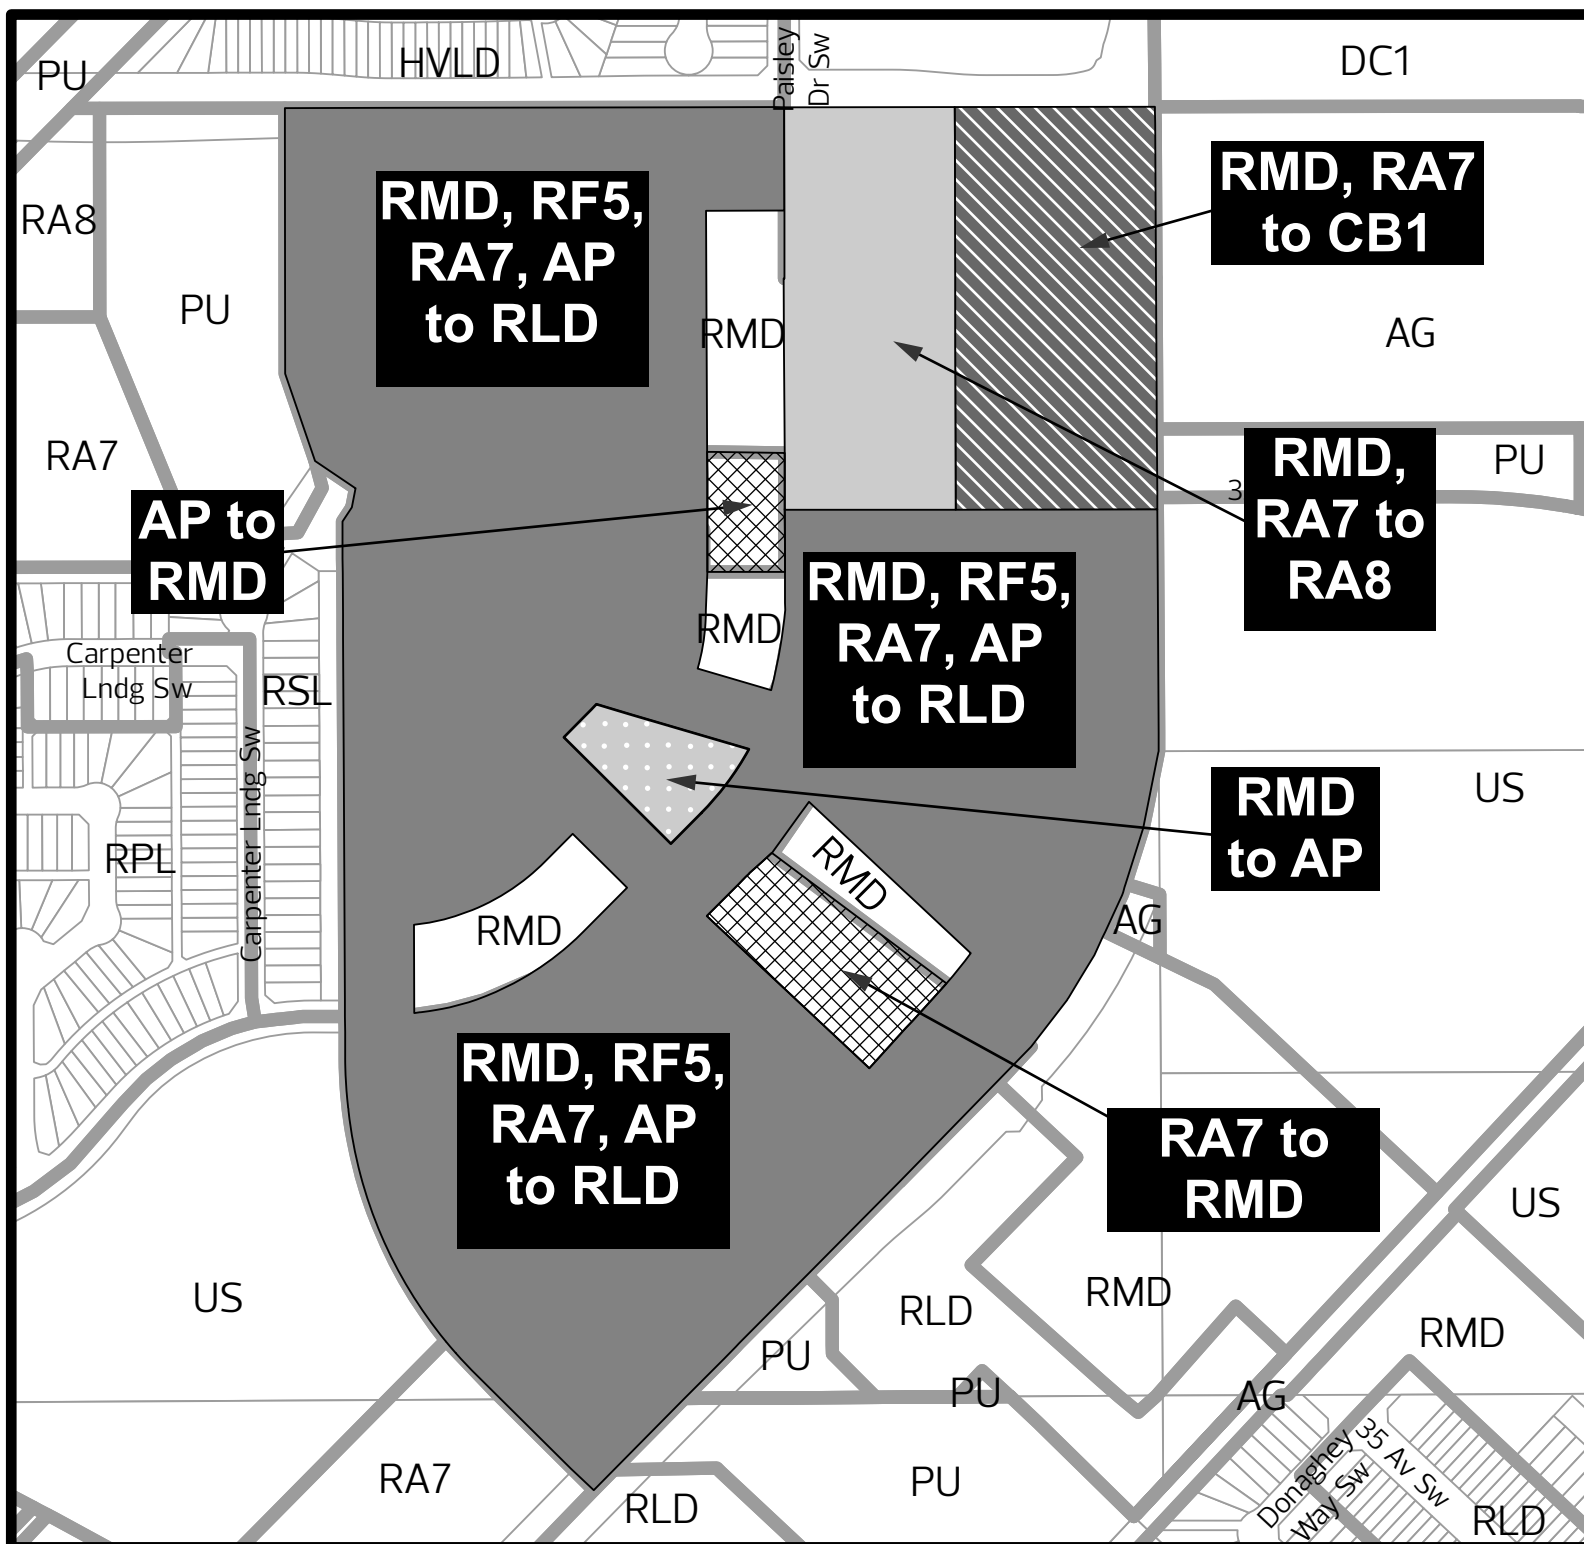 PU
HVLD
Paisley
Dr Sw
DC1
RA8
PU
RMD, RF5,
RA7, AP
to RLD
RMD
RMD, RA7
to CB1
AG
RA7
AP to
RMD
RMD,
RA7 to
RA8
PU
3
RMD
RMD, RF5,
RA7, AP
to RLD
Carpenter
Lndg Sw
RSL
Carpenter Lndg Sw
RPL
US
RMD
to AP
RMD
RMD
AG
RMD, RF5,
RA7, AP
to RLD
RA7 to
RMD
US
US
RLD
RMD
RMD
PU
PU
AG
RA7
RLD
PU
Donaghey
Way Sw
35 Av Sw
RLD